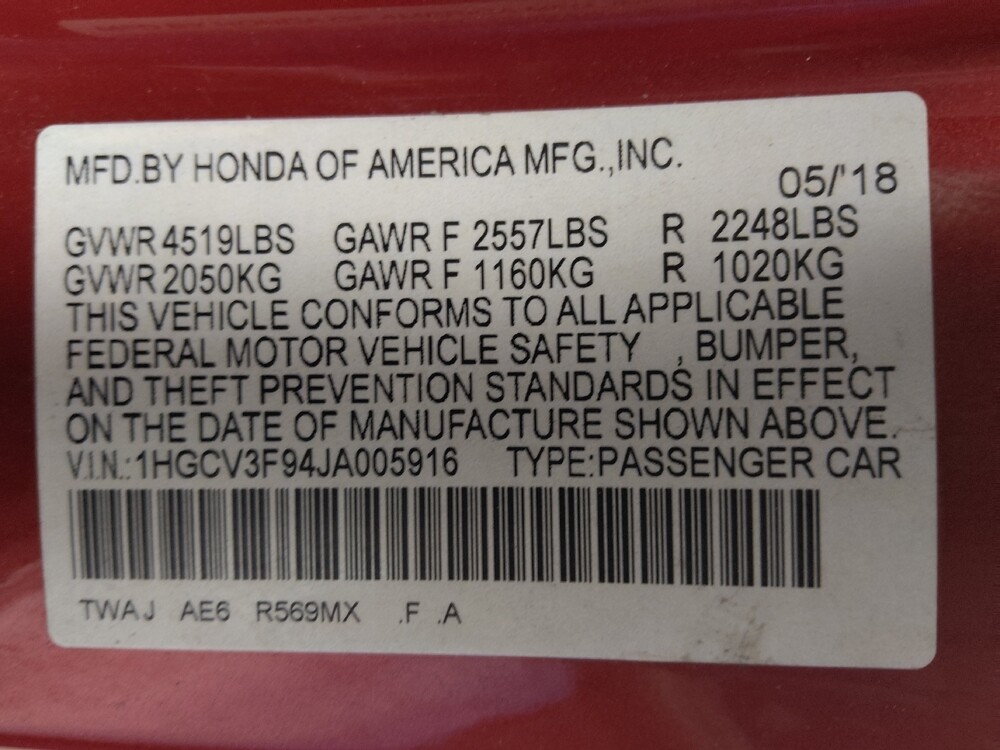 MFD.BY HONDA OF AMERICA MFG.,INC.
05/'18
GVWR 4519LBS GAWR F 2557LBS R 2248LBS
GVWR 2050KG GAWR F 1160KG R 1020KG
THIS VEHICLE CONFORMS TO ALL APPLICABLE
FEDERAL MOTOR VEHICLE SAFETY , BUMPER,
AND THEFT PREVENTION STANDARDS IN EFFECT
ON THE DATE OF MANUFACTURE SHOWN ABOVE.
V.I.N.:1HGCV3F94JA005916 TYPE:PASSENGER CAR
TWAJ AE6 R569MX .F .A